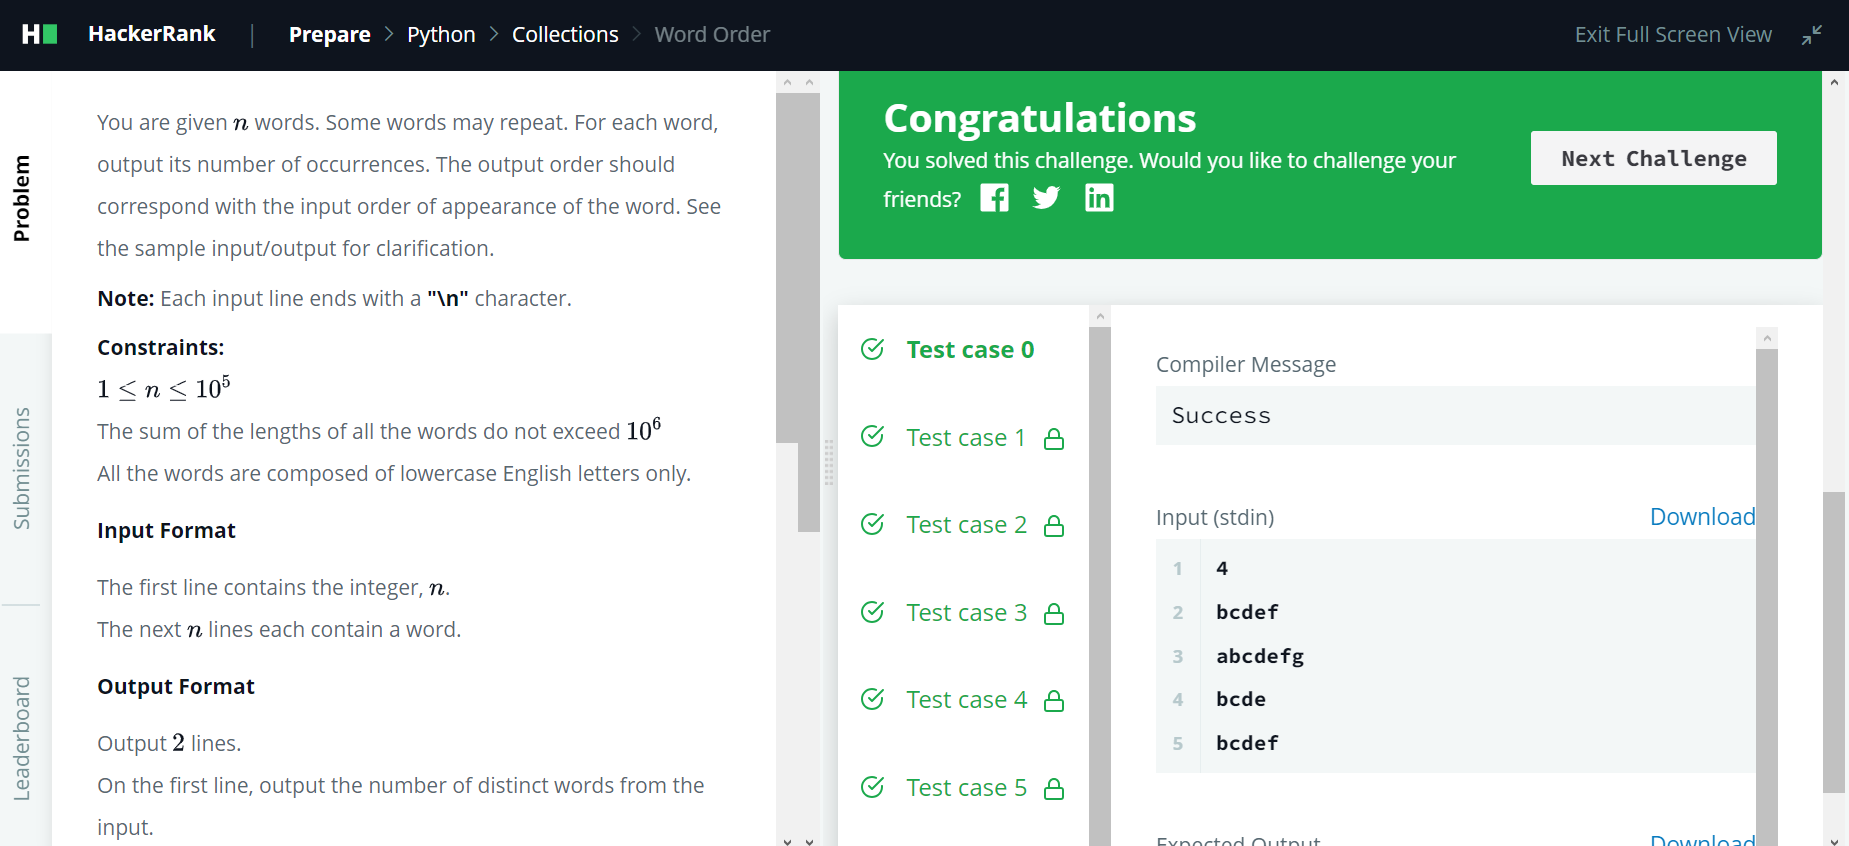 HackerRank | Prepare > Python > Collections > Word Order
Exit Full Screen View
Problem
Submissions
Leaderboard
You are given n words. Some words may repeat. For each word,
output its number of occurrences. The output order should
correspond with the input order of appearance of the word. See
the sample input/output for clarification.
Note: Each input line ends with a "\n" character.
Constraints:
1 ≤ n ≤ 10⁵
The sum of the lengths of all the words do not exceed 10⁶
All the words are composed of lowercase English letters only.
Input Format
The first line contains the integer, n.
The next n lines each contain a word.
Output Format
Output 2 lines.
On the first line, output the number of distinct words from the
input.
Congratulations
You solved this challenge. Would you like to challenge your
friends?
Next Challenge
Test case 0
Test case 1
Test case 2
Test case 3
Test case 4
Test case 5
Compiler Message
Success
Input (stdin)
Download
1 4
2 bcdef
3 abcdefg
4 bcde
5 bcdef
Expected Output
Download